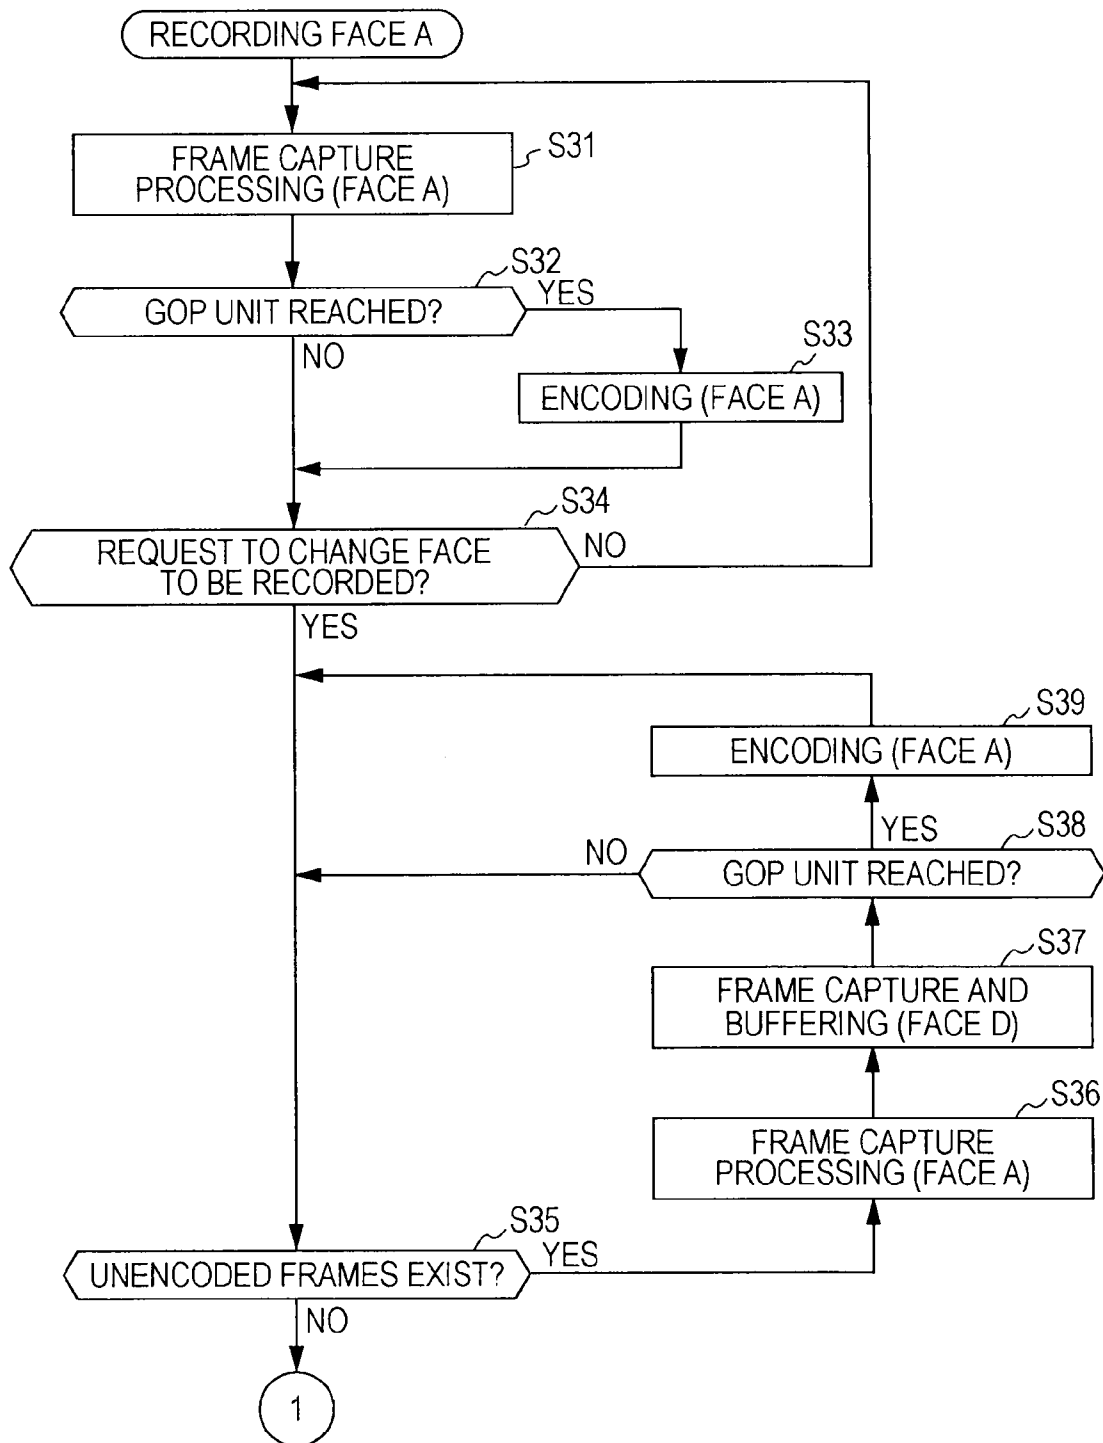 RECORDING FACE A
FRAME CAPTURE
PROCESSING (FACE A)
S31
S32
GOP UNIT REACHED?
YES
NO
S33
ENCODING (FACE A)
S34
REQUEST TO CHANGE FACE
TO BE RECORDED?
NO
YES
S39
ENCODING (FACE A)
YES
S38
NO
GOP UNIT REACHED?
S37
FRAME CAPTURE AND
BUFFERING (FACE D)
S36
FRAME CAPTURE
PROCESSING (FACE A)
S35
UNENCODED FRAMES EXIST?
YES
NO
1